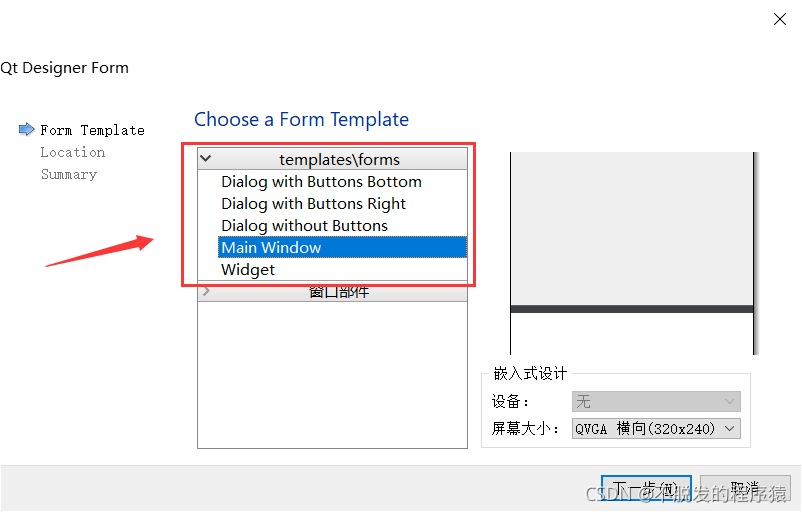 Qt Designer Form
Form Template
Location
Summary
Choose a Form Template
templates\forms
Dialog with Buttons Bottom
Dialog with Buttons Right
Dialog without Buttons
Main Window
Widget
窗口部件
嵌入式设计
设备：
无
屏幕大小：
QVGA 横向(320x240)
下一步(N)
取消
CSDN @不脱发的程序猿